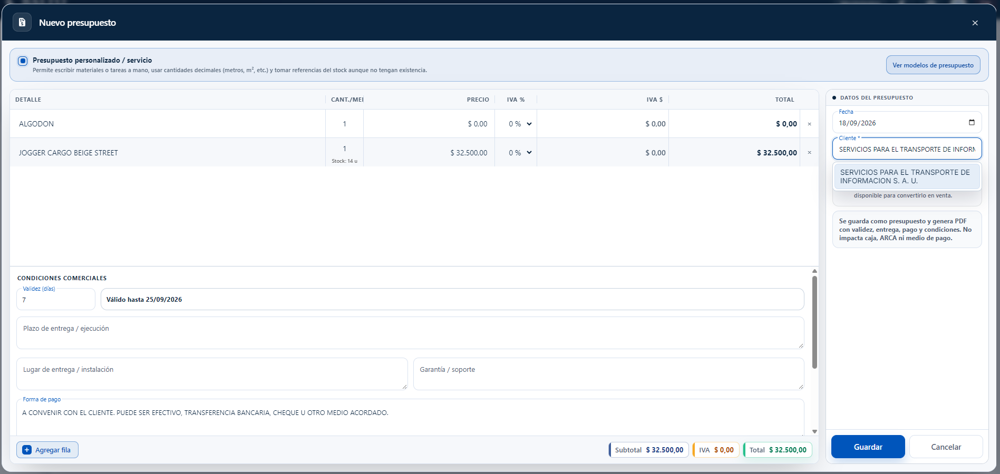 Nuevo presupuesto
Presupuesto personalizado / servicio
Permite escribir materiales o tareas a mano, usar cantidades decimales (metros, m², etc.) y tomar referencias del stock aunque no tengan existencia.
Ver modelos de presupuesto
DETALLE CANT./MEI PRECIO IVA % IVA $ TOTAL
ALGODON 1 $ 0,00 0 % $ 0,00 $ 0,00 ×
JOGGER CARGO BEIGE STREET 1 $ 32.500,00 0 % $ 0,00 $ 32.500,00 ×
Stock: 14 u
CONDICIONES COMERCIALES
Validez (días)
7
Válido hasta 25/09/2026
Plazo de entrega / ejecución
Lugar de entrega / instalación
Garantía / soporte
Forma de pago
A CONVENIR CON EL CLIENTE. PUEDE SER EFECTIVO, TRANSFERENCIA BANCARIA, CHEQUE U OTRO MEDIO ACORDADO.
Agregar fila
Subtotal $ 32.500,00
IVA $ 0,00
Total $ 32.500,00
DATOS DEL PRESUPUESTO
Fecha
18/09/2026
Cliente *
SERVICIOS PARA EL TRANSPORTE DE INFORM
SERVICIOS PARA EL TRANSPORTE DE
INFORMACION S. A. U.
disponible para convertirlo en venta.
Se guarda como presupuesto y genera PDF
con validez, entrega, pago y condiciones. No
impacta caja, ARCA ni medio de pago.
Guardar
Cancelar